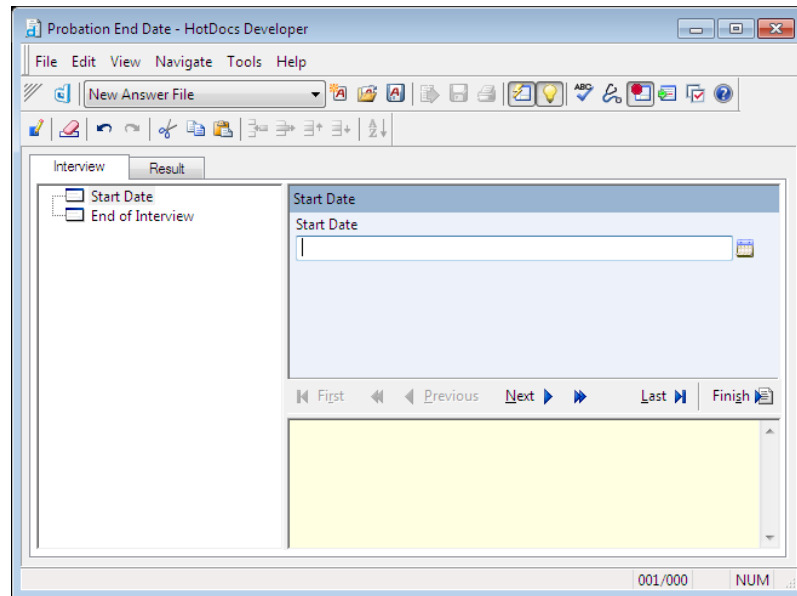 Probation End Date - HotDocs Developer
File Edit View Navigate Tools Help
New Answer File
Interview Result
Start Date
End of Interview
Start Date
Start Date
First Previous Next Last Finish
001/000 NUM